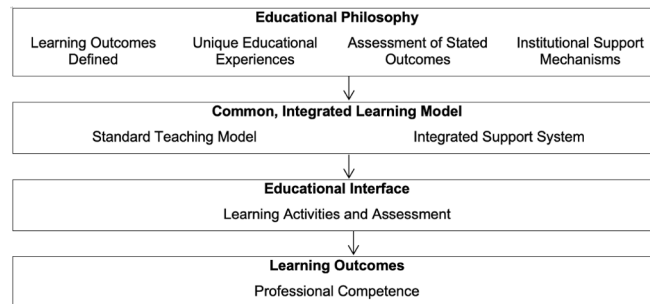 Educational Philosophy
Learning Outcomes Defined
Unique Educational Experiences
Assessment of Stated Outcomes
Institutional Support Mechanisms
Common, Integrated Learning Model
Standard Teaching Model
Integrated Support System
Educational Interface
Learning Activities and Assessment
Learning Outcomes
Professional Competence